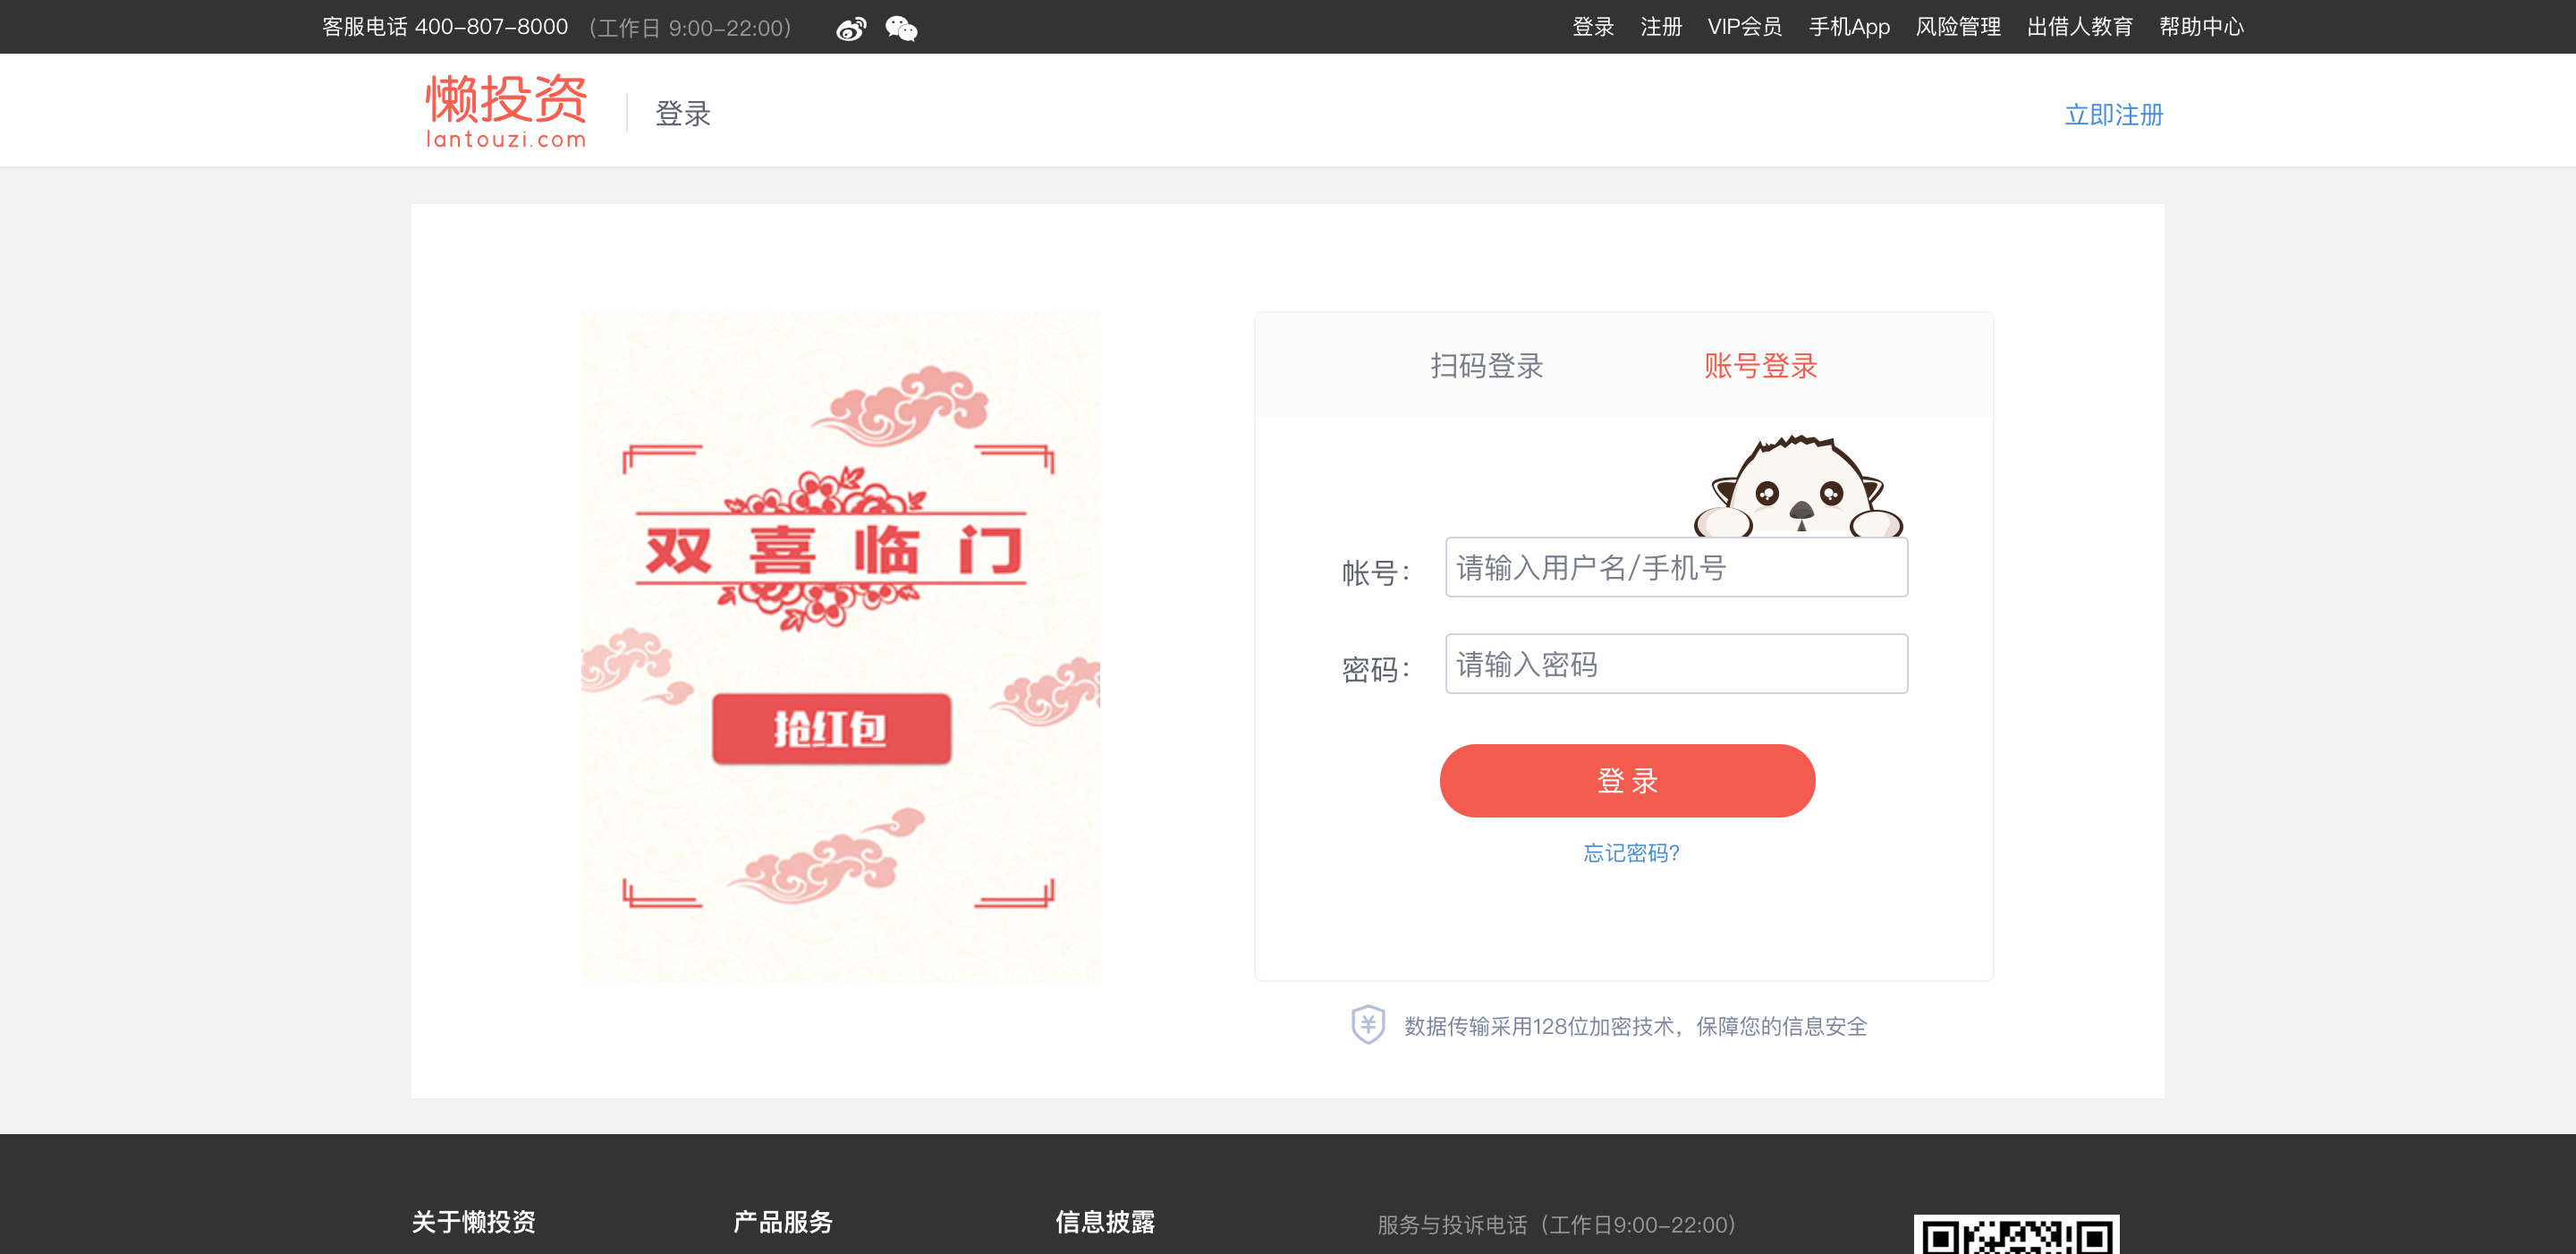 客服电话 400-807-8000 （工作日 9:00-22:00） 登录 注册 VIP会员 手机App 风险管理 出借人教育 帮助中心
懒投资
lantouzi.com
登录
立即注册
双喜临门
抢红包
扫码登录 账号登录
帐号： 请输入用户名/手机号
密码： 请输入密码
登 录
忘记密码?
数据传输采用128位加密技术，保障您的信息安全
关于懒投资 产品服务 信息披露 服务与投诉电话（工作日9:00-22:00）